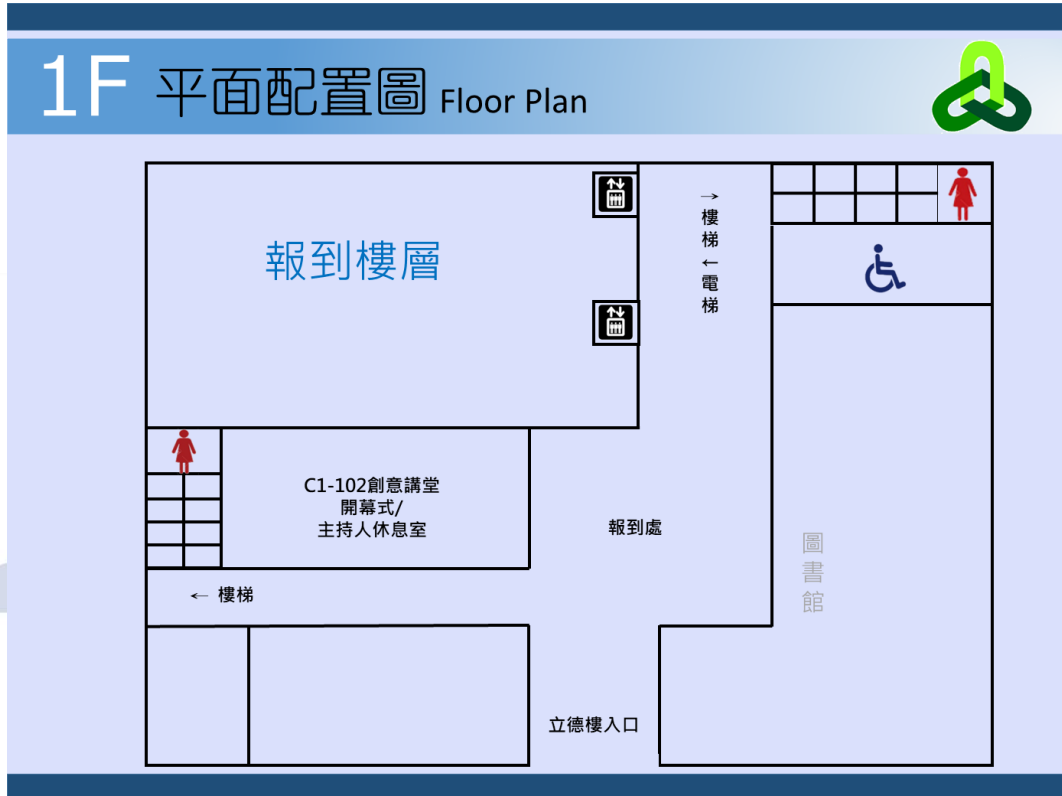 1F 平面配置圖 Floor Plan
報到樓層
→樓梯←電梯
C1-102創意講堂
開幕式/
主持人休息室
報到處
圖書館
← 樓梯
立德樓入口